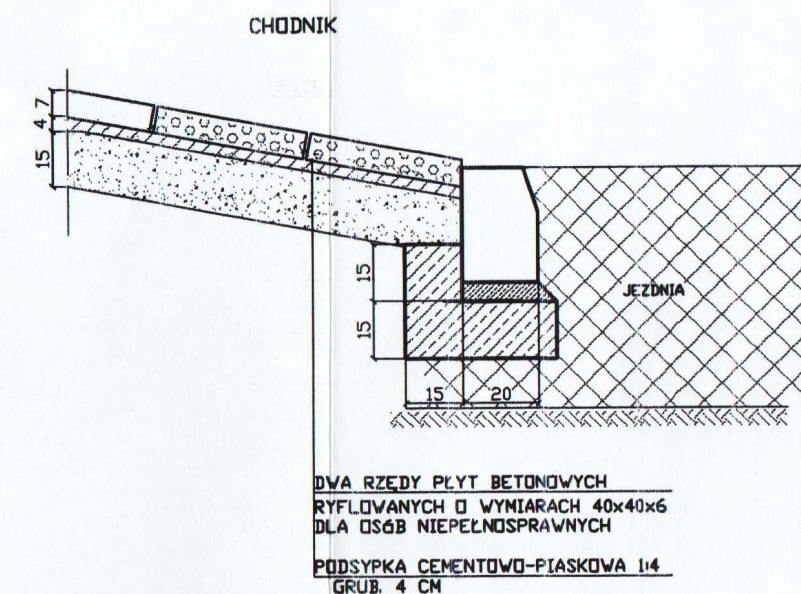 CHODNIK
7
4
15
15
15
JEZDNIA
15 20
DWA RZĘDY PŁYT BETONOWYCH
RYFLOWANYCH O WYMIARACH 40x40x6
DLA OSÓB NIEPEŁNOSPRAWNYCH
PODSYPKA CEMENTOWO-PIASKOWA 1:4
GRUB. 4 CM